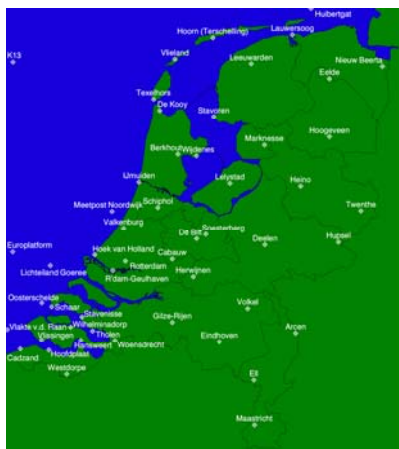 Huibertgat
Hoorn (Terschelling)
Lauwersoog
K13
Vlieland
Leeuwarden
Nieuw Beerta
Eelde
Texelhors
De Kooy
Stavoren
Hoogeveen
Marknesse
Berkhout
Wijdenes
IJmuiden
Lelystad
Heino
Meetpost Noordwijk
Schiphol
Twenthe
Valkenburg
De Bilt
Soesterberg
Europlatform
Hoek van Holland
Deelen
Hupsel
Cabauw
Lichteiland Goeree
Rotterdam
R'dam-Geulhaven
Herwijnen
Oosterschelde
Schaar
Volkel
Stavenisse
Gilze-Rijen
Vlakte v.d. Raan
Wilhelminadorp
Arcen
Vlissingen
Tholen
Hansweert
Woensdrecht
Eindhoven
Cadzand
Hoofdplaat
Westdorpe
Ell
Maastricht